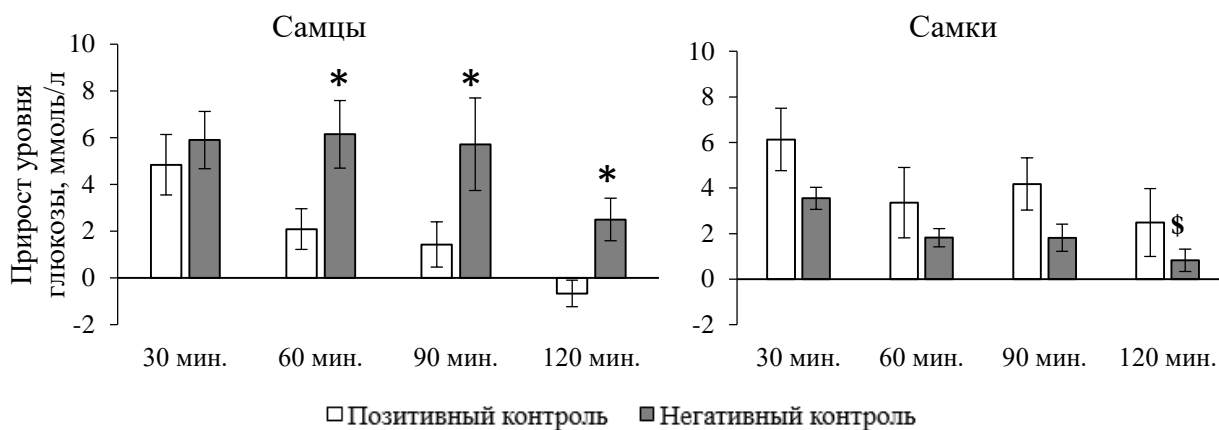 Самцы
Прирост уровня
глюкозы, ммоль/л
10
8
6
4
2
0
-2
*
*
*
30 мин.
60 мин.
90 мин.
120 мин.
Самки
10
8
6
4
2
0
-2
$
30 мин.
60 мин.
90 мин.
120 мин.
Позитивный контроль
Негативный контроль